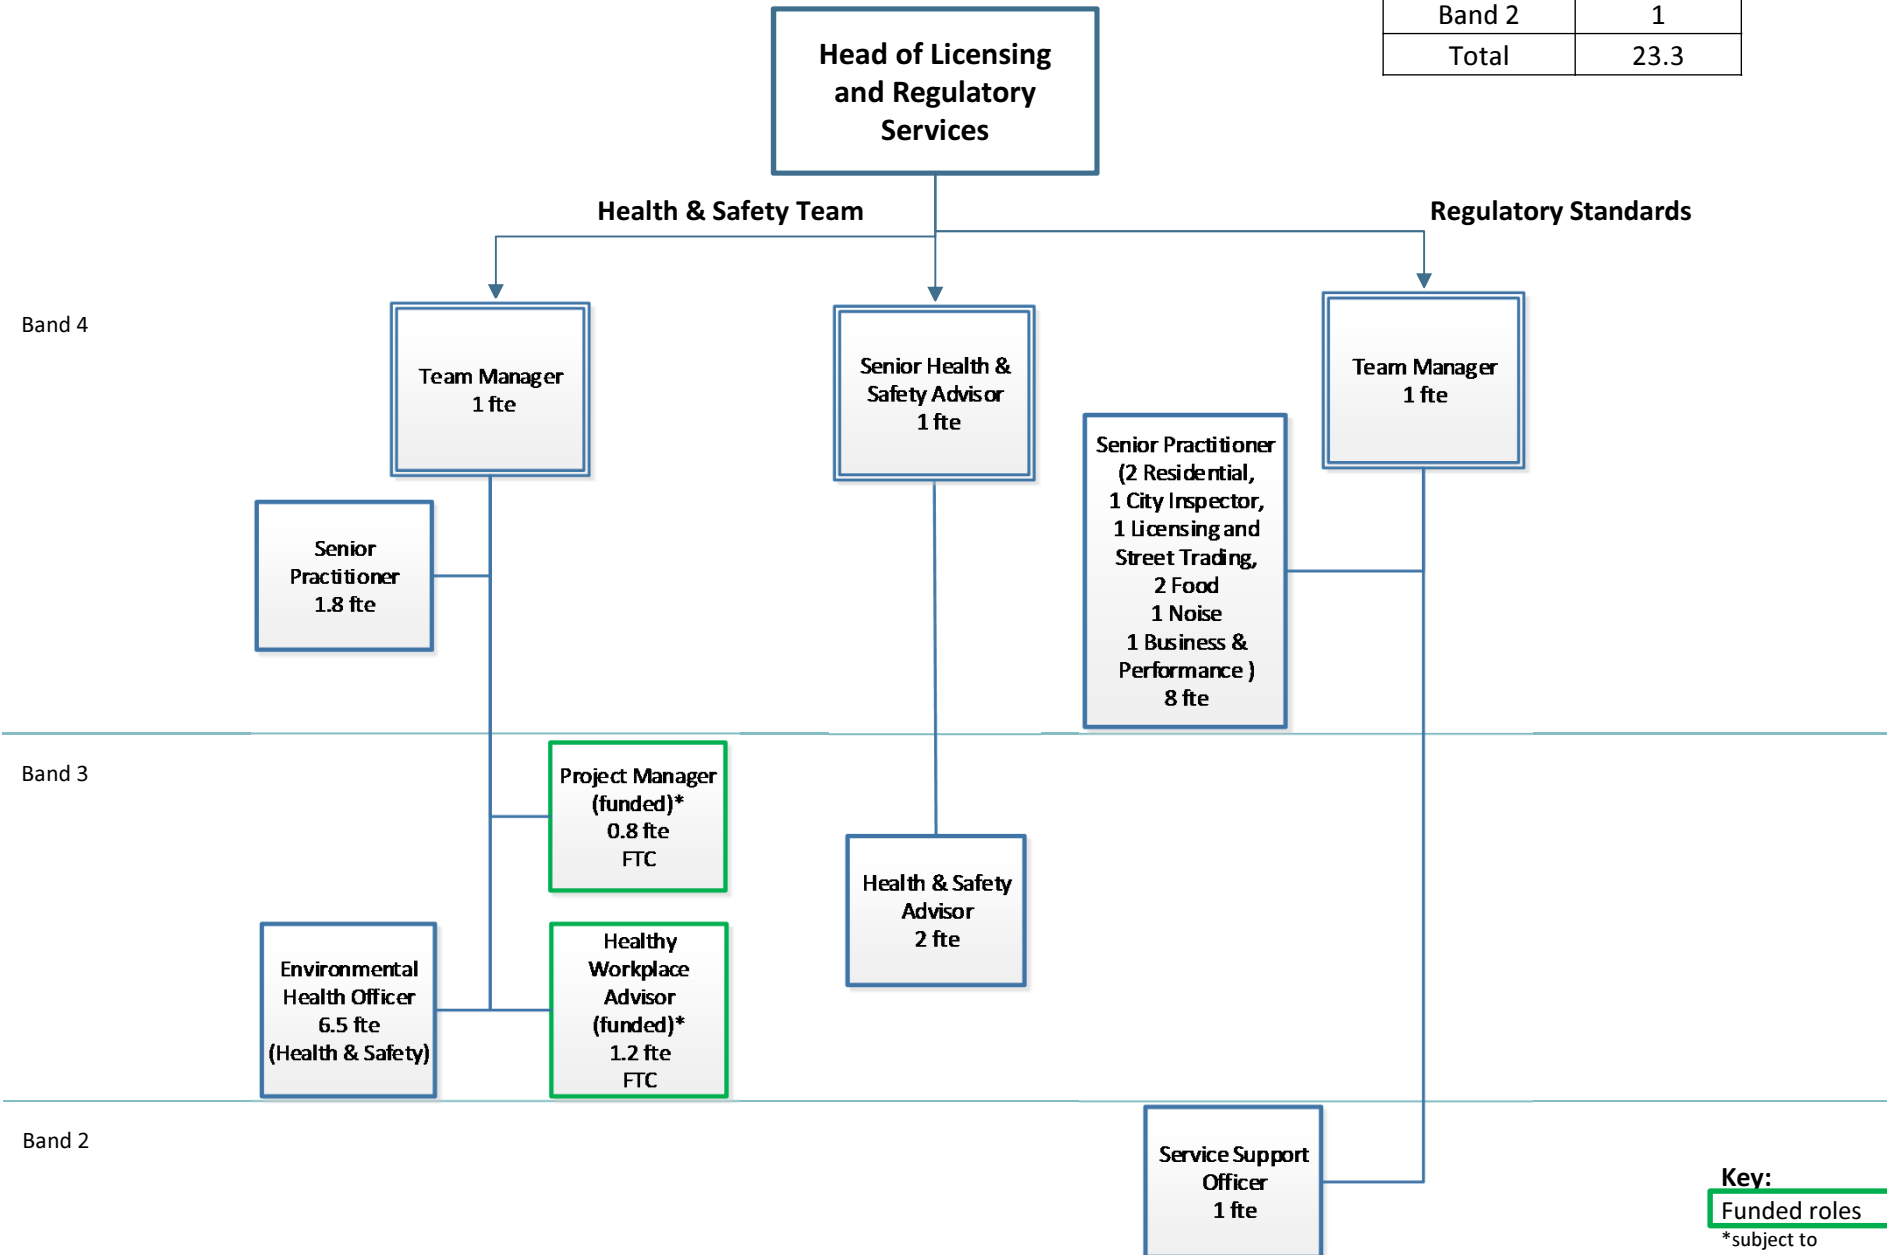 Band 2 1
Total 23.3
Head of Licensing
and Regulatory
Services
Health & Safety Team
Regulatory Standards
Band 4
Team Manager
1 fte
Senior Health &
Safety Advisor
1 fte
Team Manager
1 fte
Senior Practitioner
(2 Residential,
1 City Inspector,
1 Licensing and
Street Trading,
2 Food
1 Noise
1 Business &
Performance )
8 fte
Senior
Practitioner
1.8 fte
Band 3
Project Manager
(funded)*
0.8 fte
FTC
Health & Safety
Advisor
2 fte
Environmental
Health Officer
6.5 fte
(Health & Safety)
Healthy
Workplace
Advisor
(funded)*
1.2 fte
FTC
Band 2
Service Support
Officer
1 fte
Key:
Funded roles
*subject to